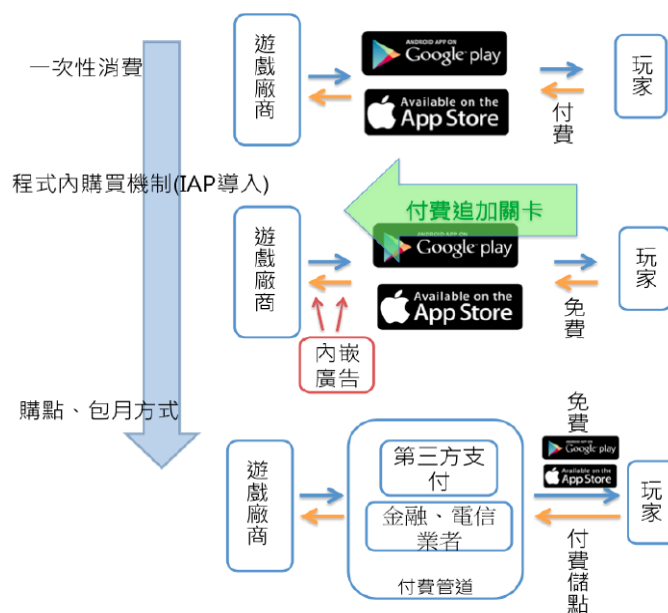 一次性消費
遊戲廠商
ANDROID APP ON
Google play
Available on the
App Store
付費
玩家
程式內購買機制(IAP導入)
付費追加關卡
遊戲廠商
ANDROID APP ON
Google play
Available on the
App Store
免費
玩家
內嵌
廣告
購點、包月方式
遊戲廠商
第三方支
付
金融、電信
業者
付費管道
免費
ANDROID APP ON
Google play
Available on the
App Store
付費儲點
玩家